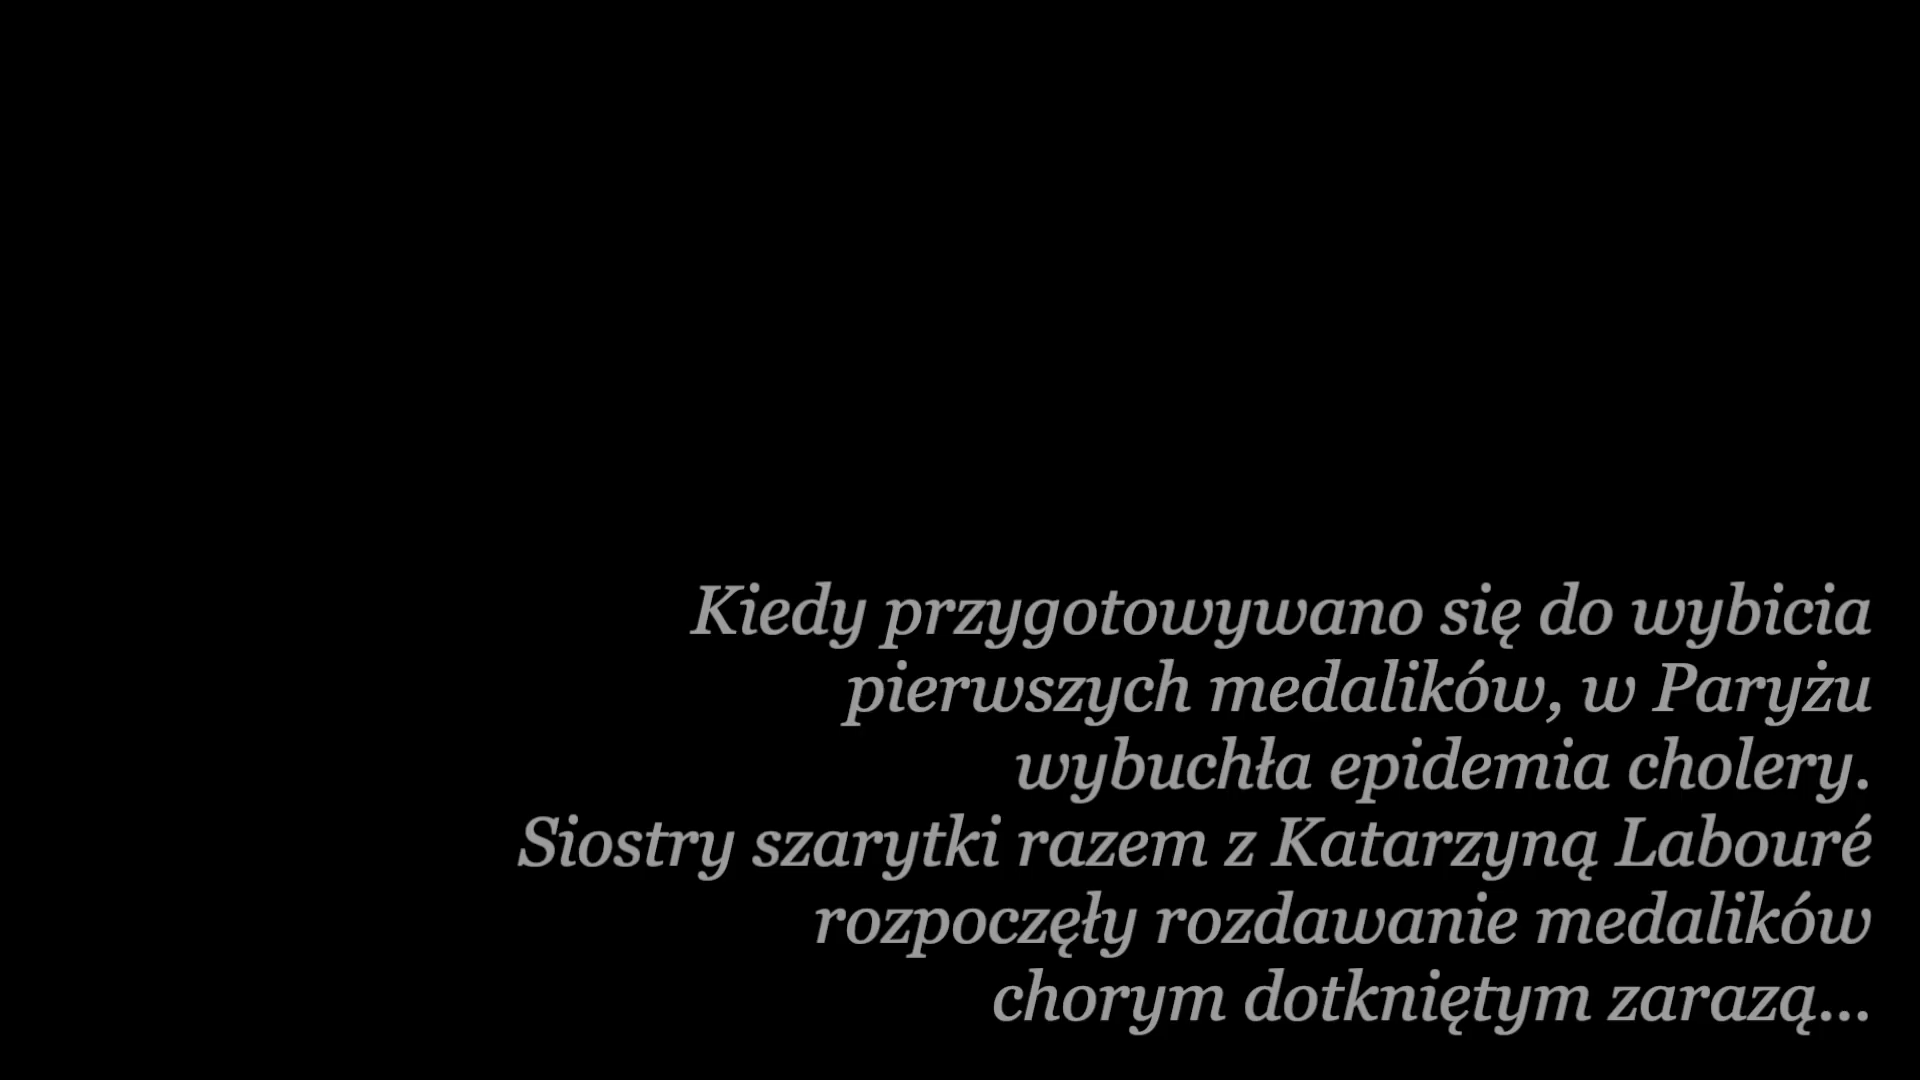 Kiedy przygotowywano się do wybicia
pierwszych medalików, w Paryżu
wybuchła epidemia cholery.
Siostry szarytki razem z Katarzyną Labouré
rozpoczęły rozdawanie medalików
chorym dotkniętym zarazą...